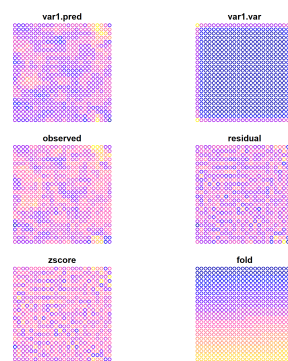 var1.pred
var1.var
observed
residual
zscore
fold